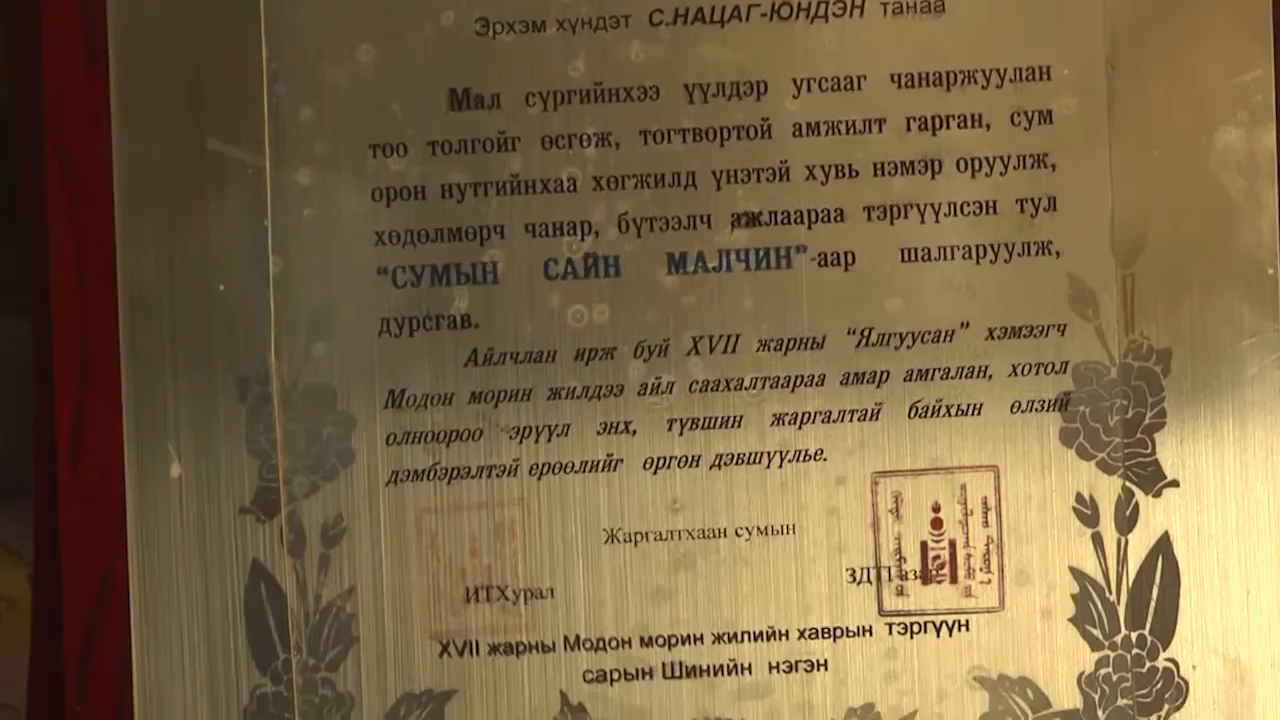 Эрхэм хүндэт С.НАЦАГ-ЮНДЭН танаа
Мал сүргийнхээ үүлдэр угсааг чанаржуулан
тоо толгойг өсгөж, тогтвортой амжилт гарган, сум
орон нутгийнхаа хөгжилд үнэтэй хувь нэмэр оруулж,
хөдөлмөрч чанар, бүтээлч ажлаараа тэргүүлсэн тул
“СУМЫН САЙН МАЛЧИН”-аар шалгаруулж,
дурсгав.
Айлчлан ирж буй XVII жарны “Ялгуусан” хэмээгч
Модон морин жилдээ айл саахалтаараа амар амгалан, хотол
олноороо эрүүл энх, түвшин жаргалтай байхын өлзий
дэмбэрэлтэй ерөөлийг өргөн дэвшүүлье.
Жаргалтхаан сумын
ИТХурал
XVII жарны Модон морин жилийн хаврын тэргүүн
сарын Шинийн нэгэн